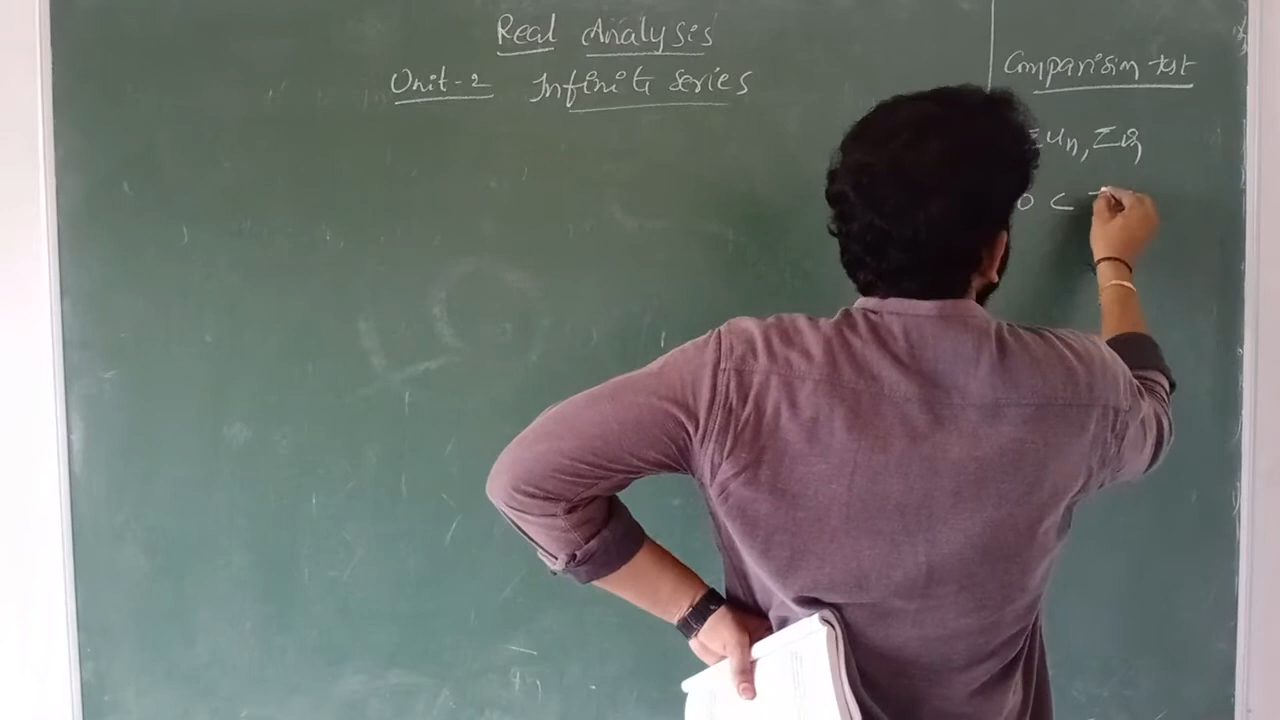 Real Analysis
Unit-2 Infinite series
Comparision test
Σun, Σvn
0 <